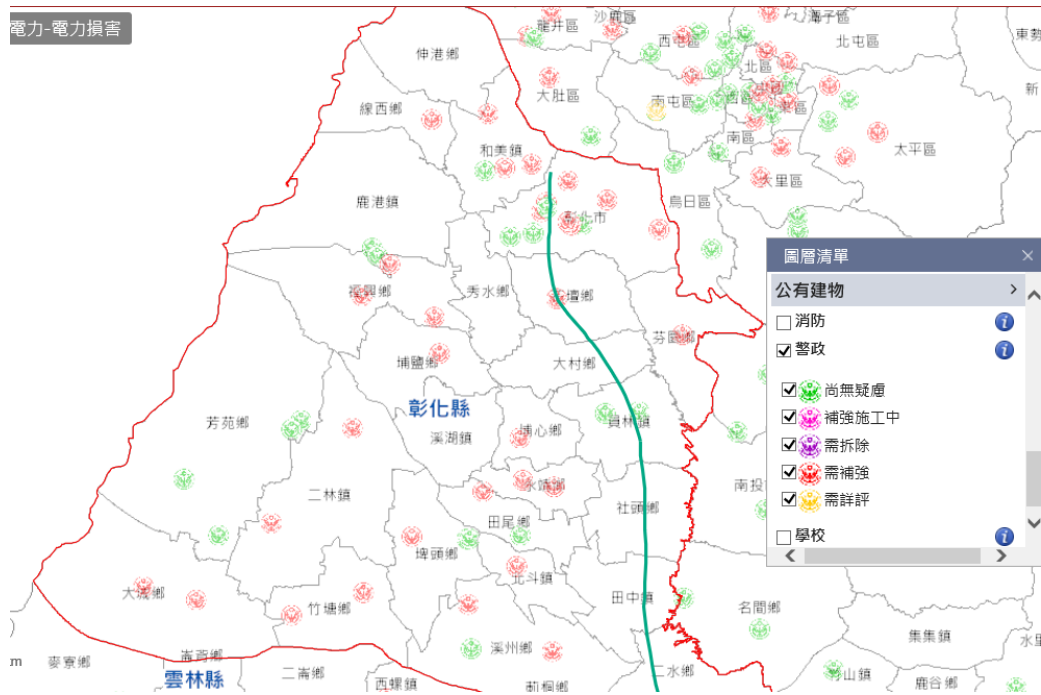 電力-電力損害
沙鹿區
龍井區
潭子區
伸港鄉
西屯區
北屯區
東勢
北區
新
大肚區
線西鄉
南屯區
西區
東區
南區
太平區
和美鎮
大里區
鹿港鎮
烏日區
彰化市
圖層清單
公有建物
消防
警政
尚無疑慮
補強施工中
需拆除
需補強
需詳評
學校
福興鄉
秀水鄉
花壇鄉
芬園鄉
埔鹽鄉
大村鄉
彰化縣
芳苑鄉
溪湖鎮
埔心鄉
員林鎮
二林鎮
永靖鄉
社頭鄉
南投
田尾鄉
埤頭鄉
北斗鎮
大城鄉
竹塘鄉
田中鎮
名間鄉
集集鎮
水里
溪州鄉
m
麥寮鄉
崙背鄉
雲林縣
二崙鄉
西螺鎮
莿桐鄉
二水鄉
竹山鎮
鹿谷鄉